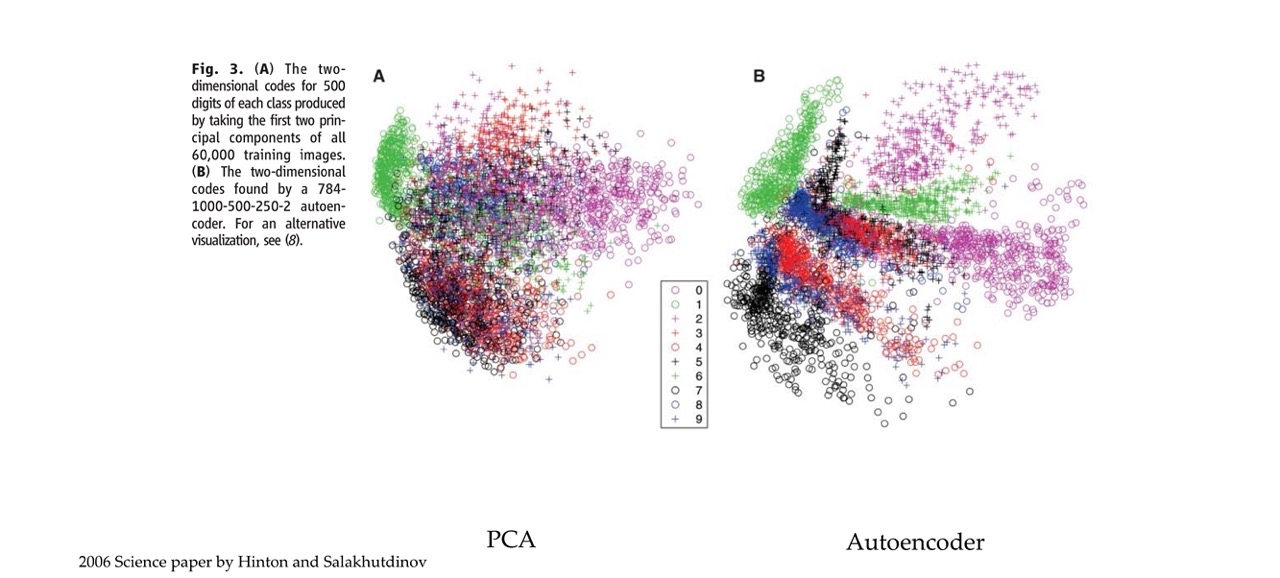 Fig. 3. (A) The two-
dimensional codes for 500
digits of each class produced
by taking the first two prin-
cipal components of all
60,000 training images.
(B) The two-dimensional
codes found by a 784-
1000-500-250-2 autoen-
coder. For an alternative
visualization, see (8).
A
B
0
1
2
3
4
5
6
7
8
9
PCA
Autoencoder
2006 Science paper by Hinton and Salakhutdinov